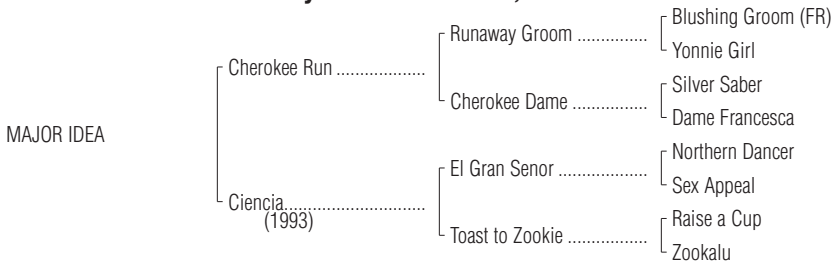 Blushing Groom (FR)
Runaway Groom ...............
Yonnie Girl
Cherokee Run ...................
Silver Saber
Cherokee Dame ................
Dame Francesca
MAJOR IDEA
Northern Dancer
El Gran Senor ..................
Sex Appeal
Ciencia..............................
(1993)
Raise a Cup
Toast to Zookie .................
Zookalu